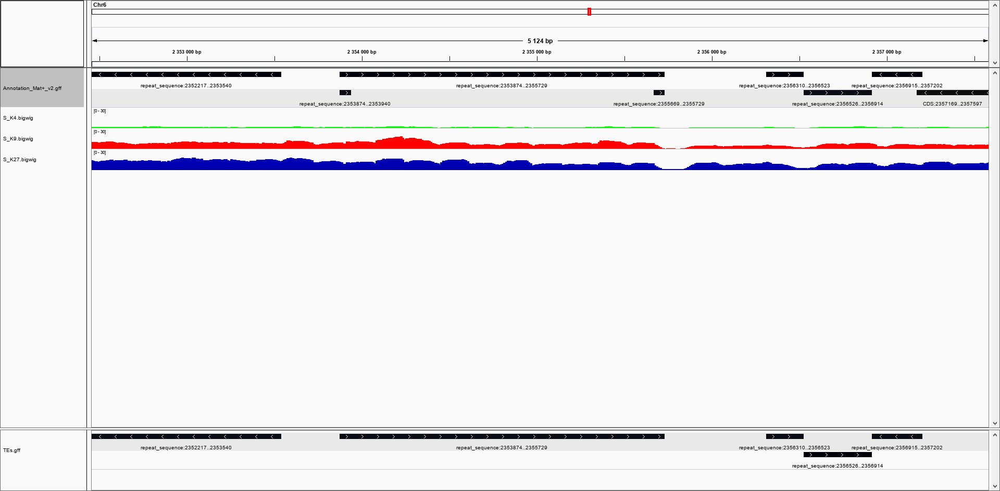 Chr6
5 124 bp
2 353 000 bp 2 354 000 bp 2 355 000 bp 2 356 000 bp 2 357 000 bp
Annotation_Mat+_v2.gff
repeat_sequence:2352217..2353540 repeat_sequence:2353874..2355729 repeat_sequence:2356310..2356523 repeat_sequence:2356915..2357202
repeat_sequence:2353874..2353940 repeat_sequence:2355669..2355729 repeat_sequence:2356526..2356914 CDS:2357169..2357597
[0 - 30]
S_K4.bigwig
[0 - 30]
S_K9.bigwig
[0 - 30]
S_K27.bigwig
TEs.gff
repeat_sequence:2352217..2353540 repeat_sequence:2353874..2355729 repeat_sequence:2356310..2356523 repeat_sequence:2356915..2357202
repeat_sequence:2356526..2356914